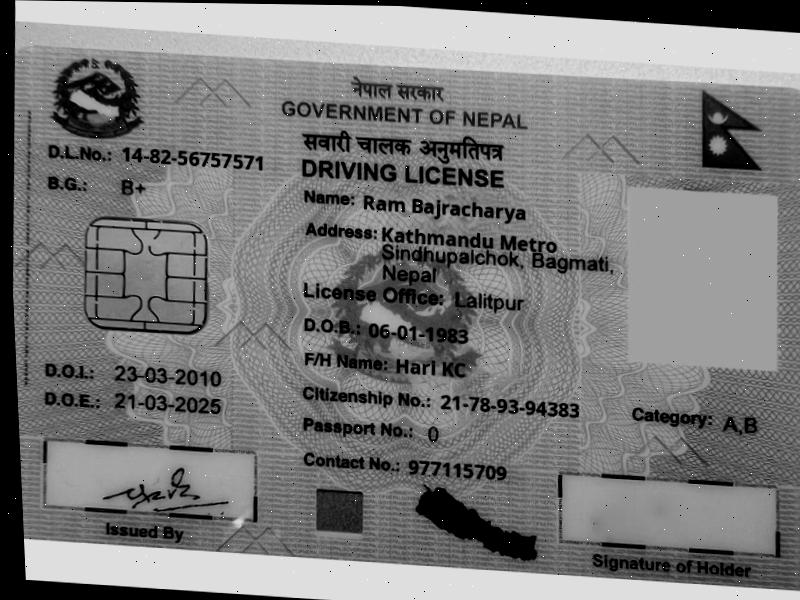 नेपाल सरकार
GOVERNMENT OF NEPAL
सवारी चालक अनुमतिपत्र
DRIVING LICENSE
D.L.No.: 14-82-56757571
B.G.: B+
Name: Ram Bajracharya
Address: Kathmandu Metro
Sindhupalchok, Bagmati,
Nepal
License Office: Lalitpur
D.O.B.: 06-01-1983
F/H Name: Hari KC
D.O.I.: 23-03-2010
D.O.E.: 21-03-2025
Citizenship No.: 21-78-93-94383
Category: A,B
Passport No.: 0
Contact No.: 977115709
Issued By
Signature of Holder